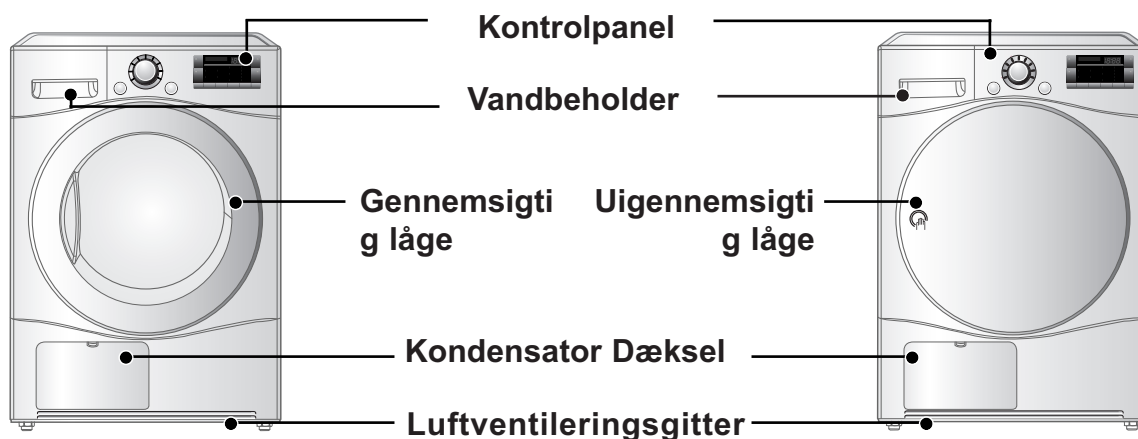 Kontrolpanel
Vandbeholder
Gennemsigti
g låge
Uigennemsigti
g låge
Kondensator Dæksel
Luftventileringsgitter